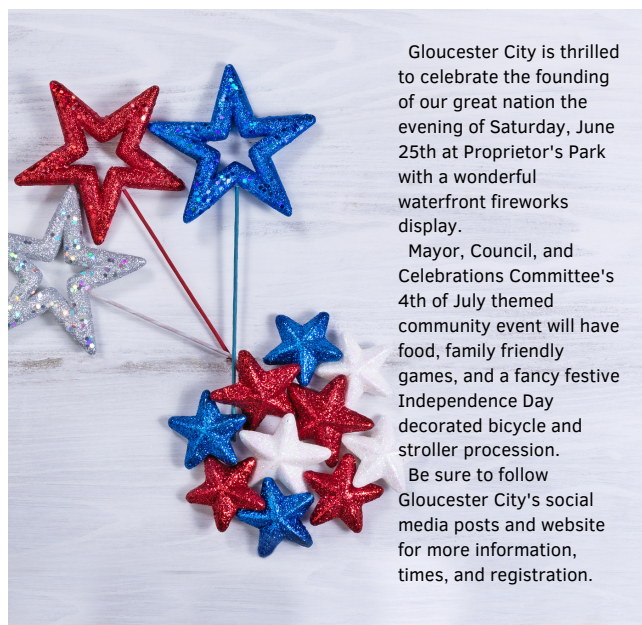 Gloucester City is thrilled
to celebrate the founding
of our great nation the
evening of Saturday, June
25th at Proprietor's Park
with a wonderful
waterfront fireworks
display.
Mayor, Council, and
Celebrations Committee's
4th of July themed
community event will have
food, family friendly
games, and a fancy festive
Independence Day
decorated bicycle and
stroller procession.
Be sure to follow
Gloucester City's social
media posts and website
for more information,
times, and registration.